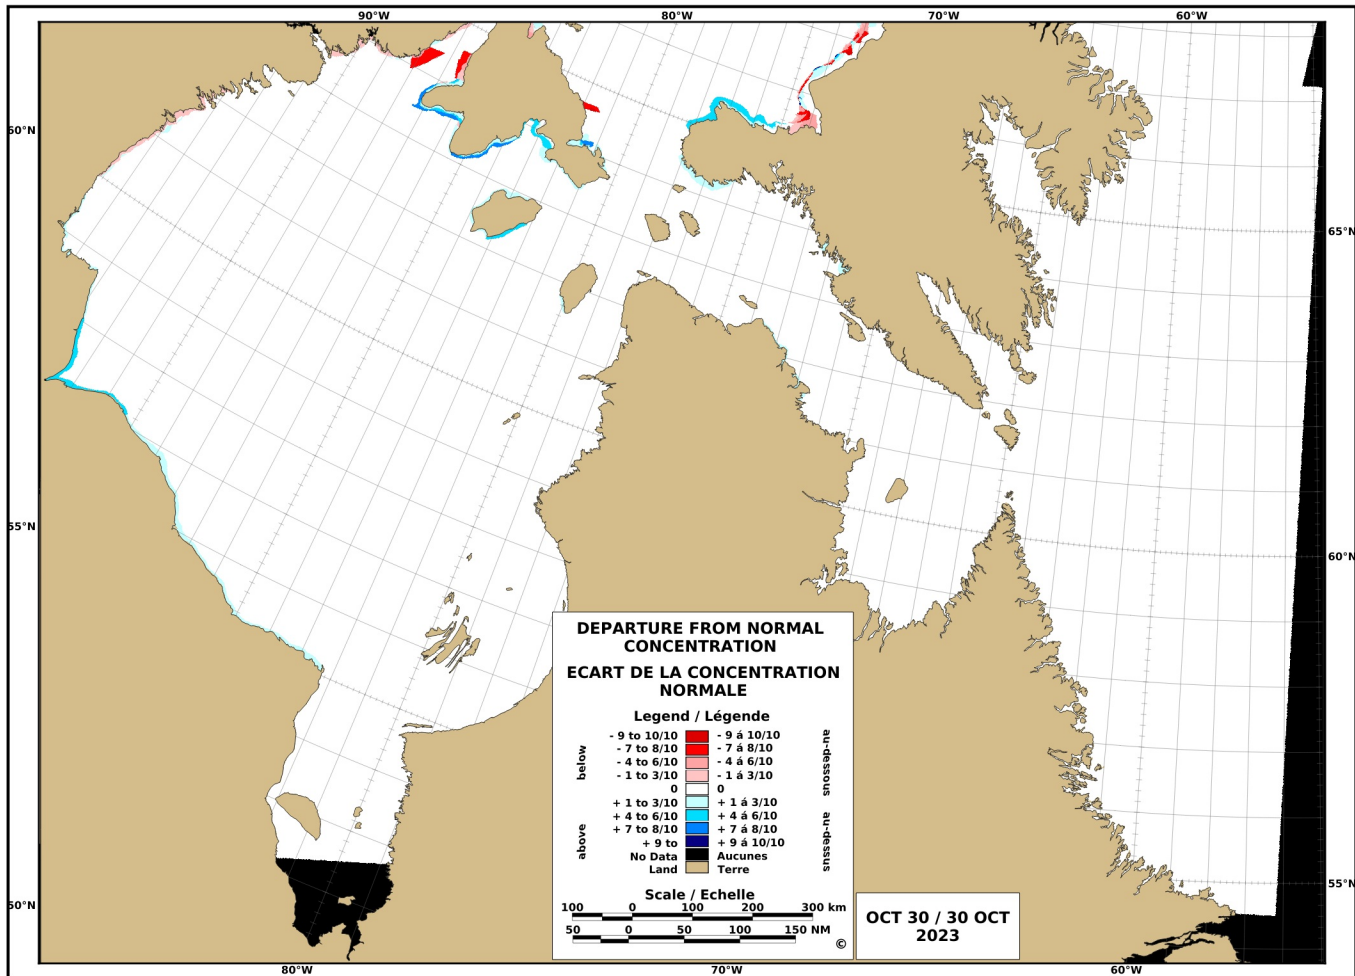 90°W 80°W 70°W 60°W
60°N
65°N
55°N
60°N
50°N
55°N
80°W 70°W 60°W
DEPARTURE FROM NORMAL
CONCENTRATION
ECART DE LA CONCENTRATION
NORMALE
Legend / Légende
below
- 9 to 10/10 - 9 á 10/10
- 7 to 8/10 - 7 á 8/10
- 4 to 6/10 - 4 á 6/10
- 1 to 3/10 - 1 á 3/10
au-dessous
0 0
above
+ 1 to 3/10 + 1 á 3/10
+ 4 to 6/10 + 4 á 6/10
+ 7 to 8/10 + 7 á 8/10
+ 9 to + 9 á 10/10
au-dessus
No Data Aucunes
Land Terre
Scale / Echelle
100 0 100 200 300 km
50 0 50 100 150 NM
©
OCT 30 / 30 OCT
2023